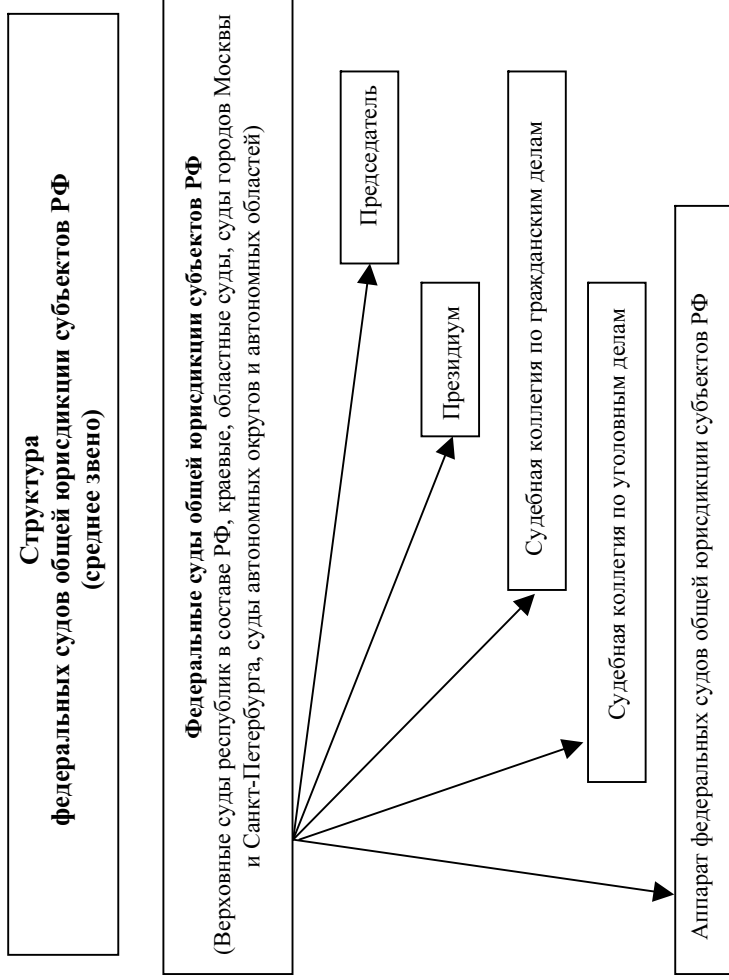 Структура
федеральных судов общей юрисдикции субъектов РФ
(среднее звено)
Федеральные суды общей юрисдикции субъектов РФ
(Верховные суды республик в составе РФ, краевые, областные суды, суды городов Москвы
и Санкт-Петербурга, суды автономных округов и автономных областей)
Председатель
Президиум
Судебная коллегия по гражданским делам
Судебная коллегия по уголовным делам
Аппарат федеральных судов общей юрисдикции субъектов РФ